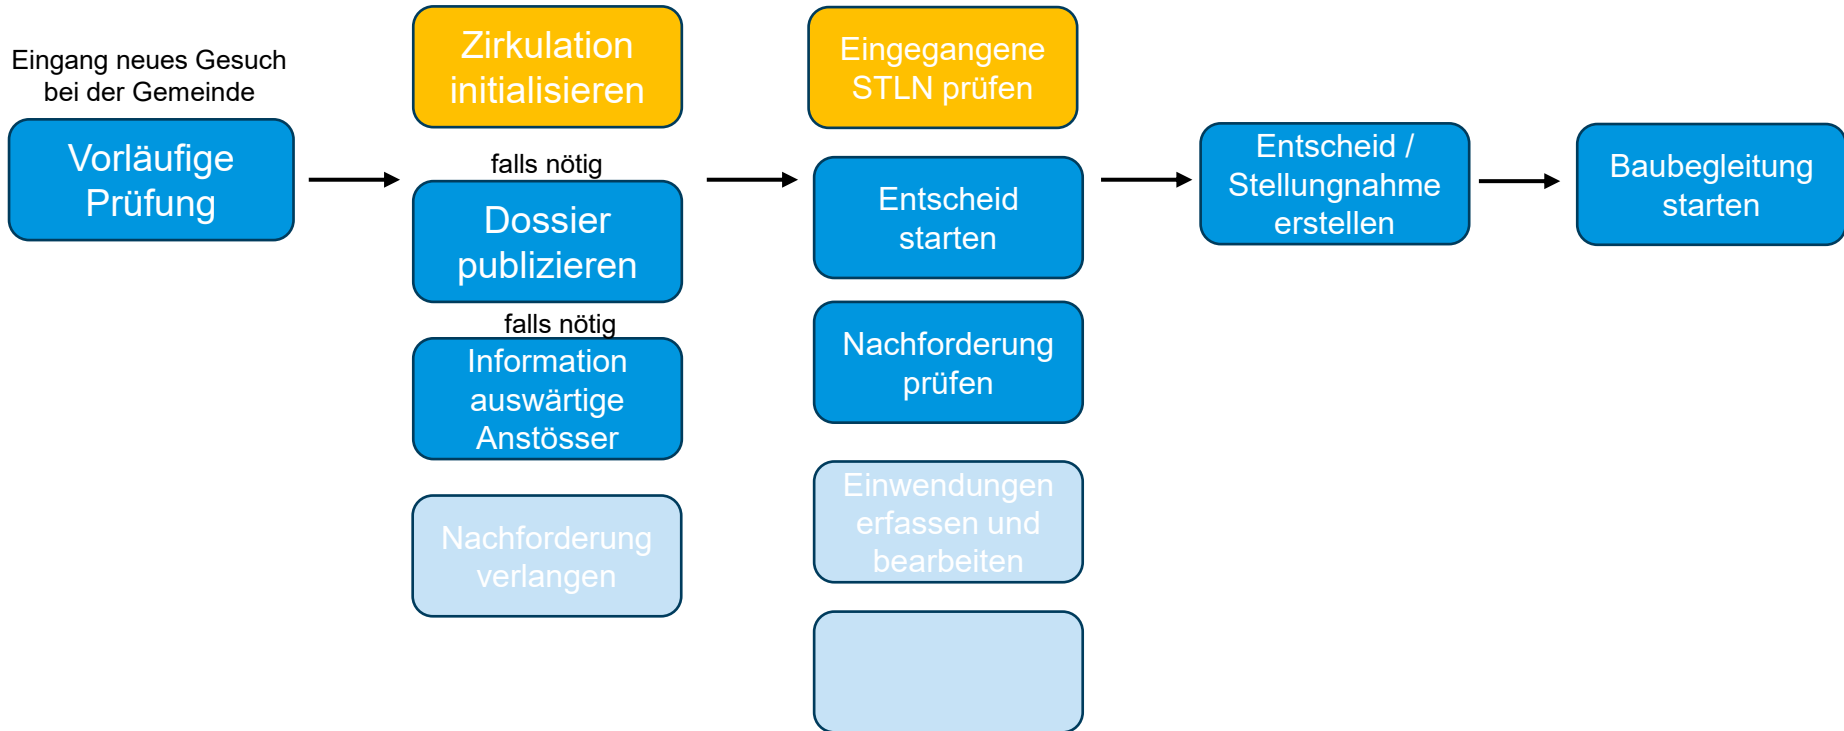 Eingang neues Gesuch
bei der Gemeinde
Vorläufige
Prüfung
Zirkulation
initialisieren
falls nötig
Dossier
publizieren
falls nötig
Information
auswärtige
Anstösser
Nachforderung
verlangen
Eingegangene
STLN prüfen
Entscheid
starten
Nachforderung
prüfen
Einwendungen
erfassen und
bearbeiten
Entscheid /
Stellungnahme
erstellen
Baubegleitung
starten